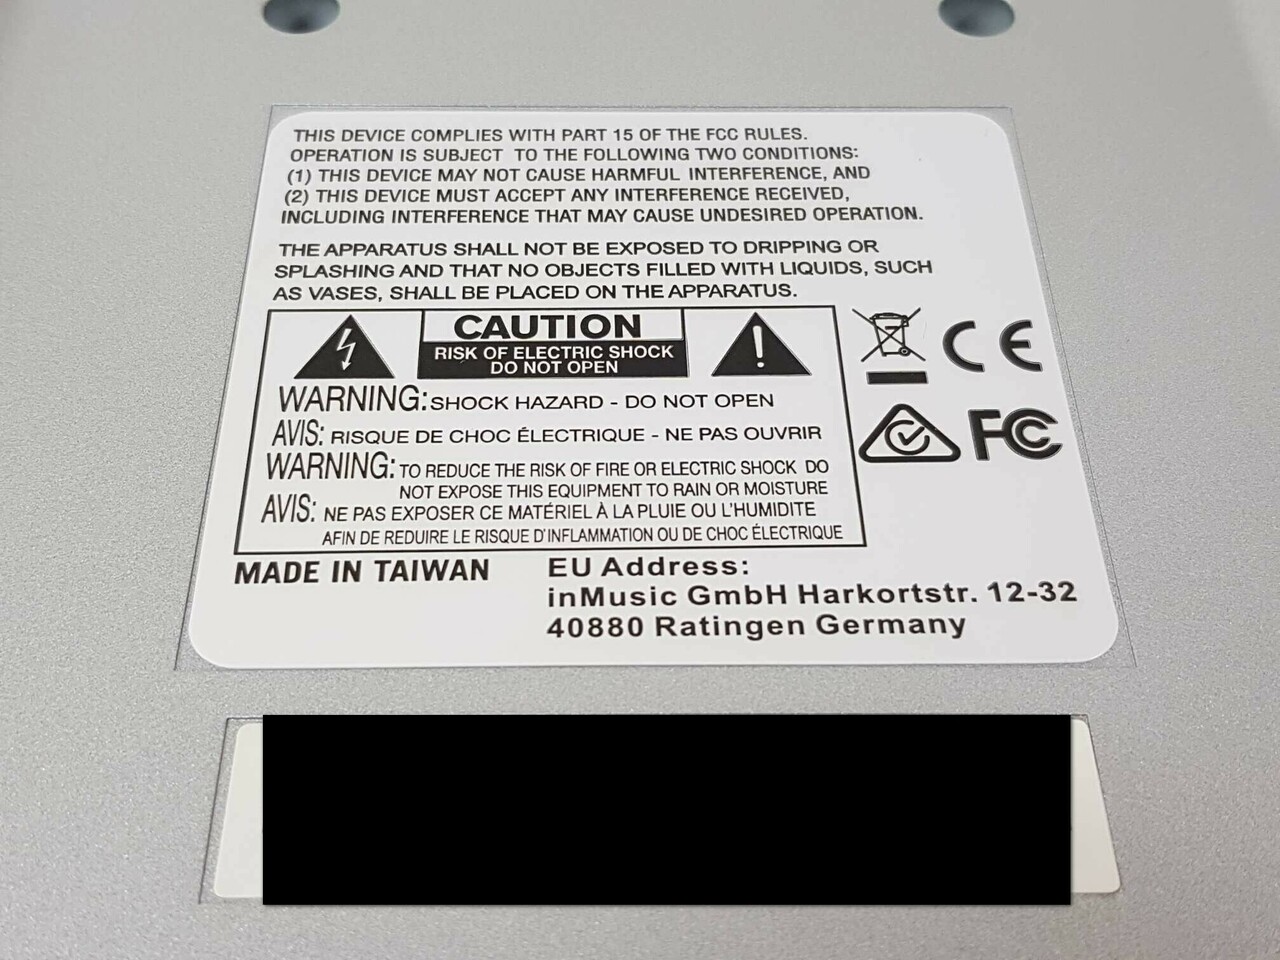 THIS DEVICE COMPLIES WITH PART 15 OF THE FCC RULES.
OPERATION IS SUBJECT TO THE FOLLOWING TWO CONDITIONS:
(1) THIS DEVICE MAY NOT CAUSE HARMFUL INTERFERENCE, AND
(2) THIS DEVICE MUST ACCEPT ANY INTERFERENCE RECEIVED,
INCLUDING INTERFERENCE THAT MAY CAUSE UNDESIRED OPERATION.
THE APPARATUS SHALL NOT BE EXPOSED TO DRIPPING OR
SPLASHING AND THAT NO OBJECTS FILLED WITH LIQUIDS, SUCH
AS VASES, SHALL BE PLACED ON THE APPARATUS.
CAUTION
RISK OF ELECTRIC SHOCK
DO NOT OPEN
WARNING: SHOCK HAZARD - DO NOT OPEN
AVIS: RISQUE DE CHOC ÉLECTRIQUE - NE PAS OUVRIR
WARNING: TO REDUCE THE RISK OF FIRE OR ELECTRIC SHOCK DO
NOT EXPOSE THIS EQUIPMENT TO RAIN OR MOISTURE
AVIS: NE PAS EXPOSER CE MATÉRIEL À LA PLUIE OU L'HUMIDITE
AFIN DE REDUIRE LE RISQUE D'INFLAMMATION OU DE CHOC ÉLECTRIQUE
CE
FC
MADE IN TAIWAN
EU Address:
inMusic GmbH Harkortstr. 12-32
40880 Ratingen Germany